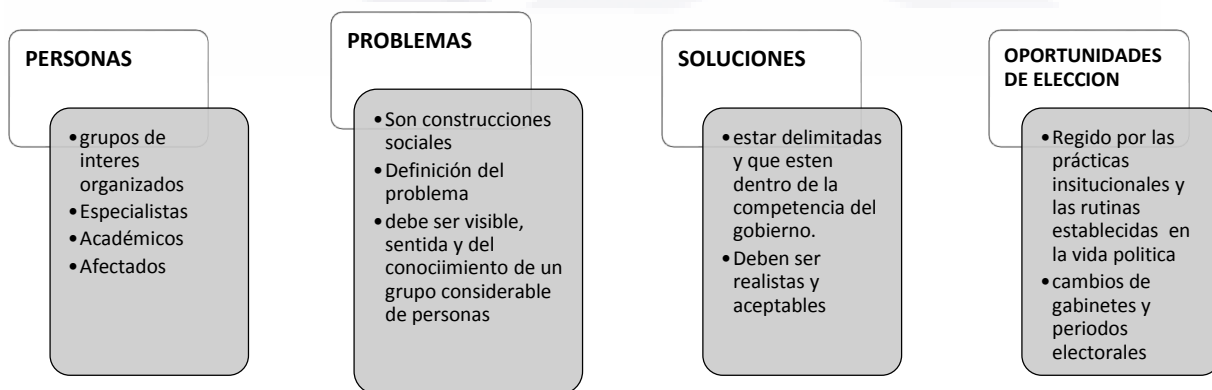 PERSONAS
•grupos de
interes
organizados
•Especialistas
•Académicos
•Afectados
PROBLEMAS
•Son construcciones
sociales
•Definición del
problema
•debe ser visible,
sentida y del
conociimiento de un
grupo considerable
de personas
SOLUCIONES
•estar delimitadas
y que esten
dentro de la
competencia del
gobierno.
•Deben ser
realistas y
aceptables
OPORTUNIDADES
DE ELECCION
•Regido por las
prácticas
insitucionales y
las rutinas
establecidas en
la vida politica
•cambios de
gabinetes y
periodos
electorales